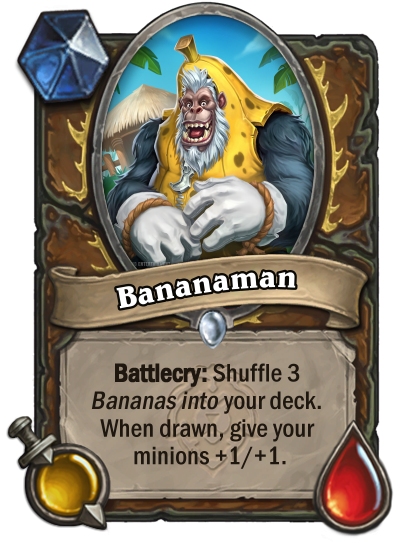 Bananaman
Battlecry: Shuffle 3
Bananas into your deck.
When drawn, give your
minions +1/+1.